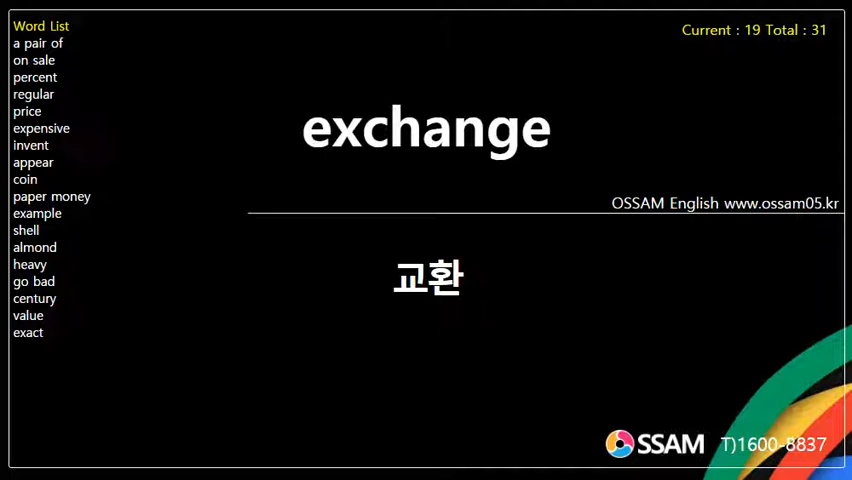 Word List
a pair of
on sale
percent
regular
price
expensive
invent
appear
coin
paper money
example
shell
almond
heavy
go bad
century
value
exact
Current : 19 Total : 31
exchange
OSSAM English www.ossam05.kr
교환
OSSAM T)1600-8837